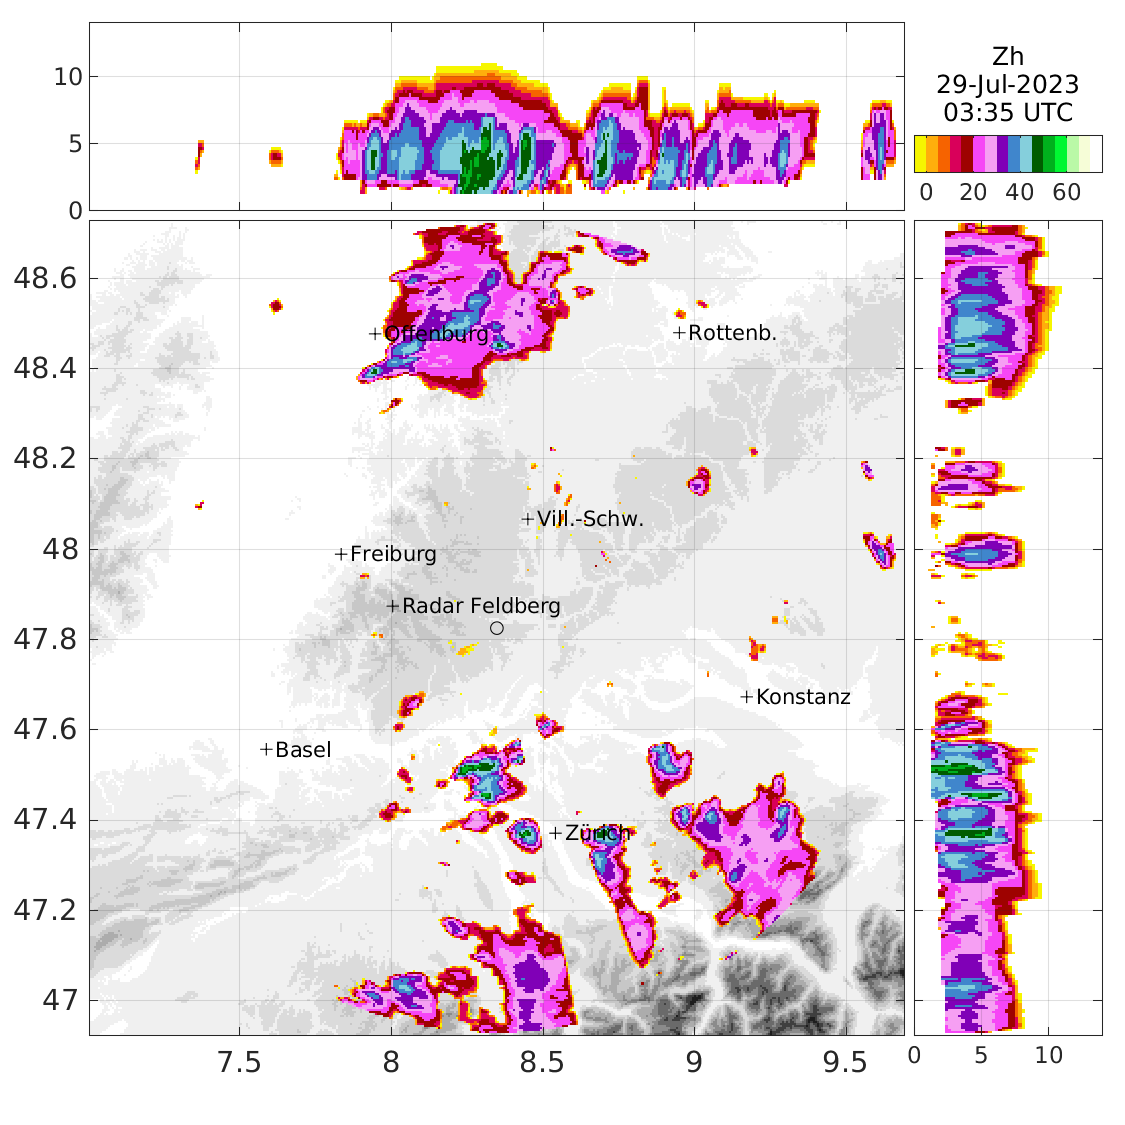 10
5
0
Zh
29-Jul-2023
03:35 UTC
0 20 40 60
48.6
48.4
48.2
48
47.8
47.6
47.4
47.2
47
+Offenburg
+Rottenb.
+Vill.-Schw.
+Freiburg
+Radar Feldberg
+Konstanz
+Basel
+Zürich
7.5 8 8.5 9 9.5
0 5 10